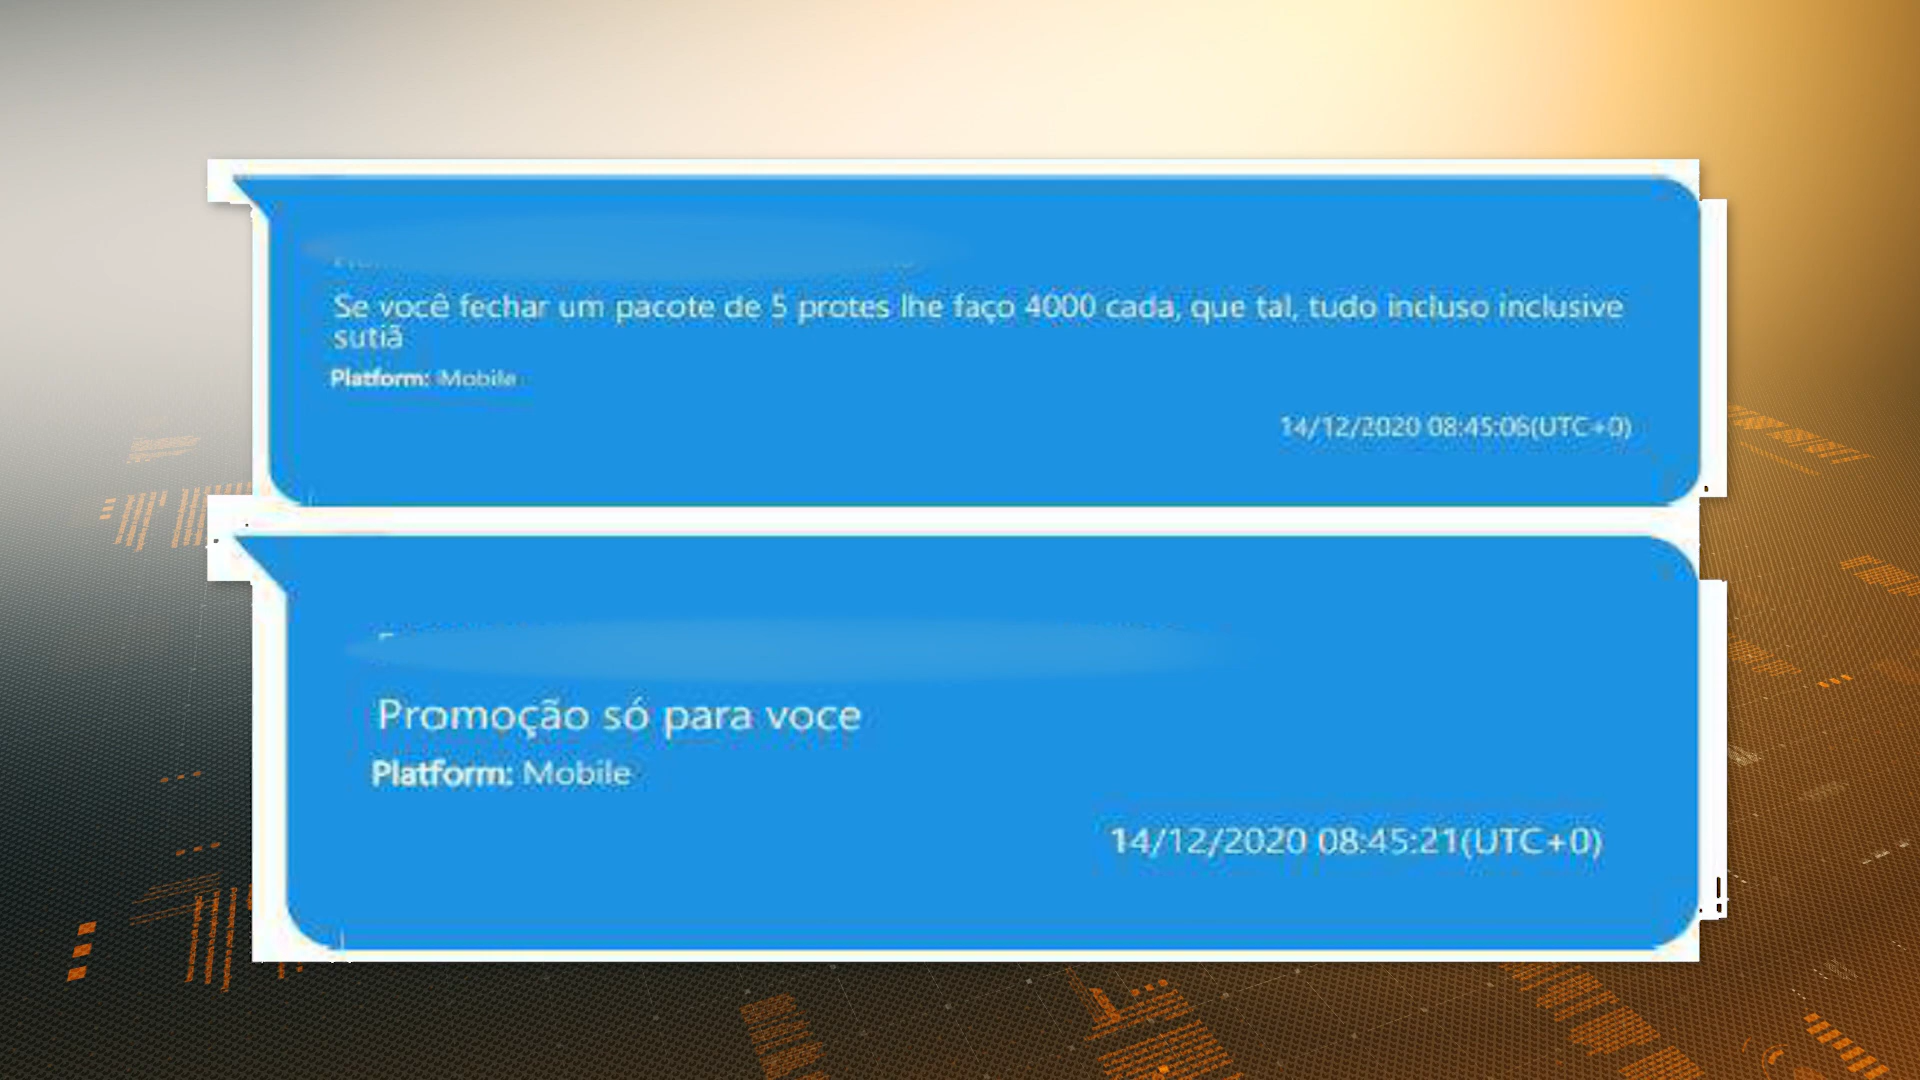 Se você fechar um pacote de 5 protes lhe faço 4000 cada, que tal, tudo incluso inclusive
sutiã
Platform: Mobile
14/12/2020 08:45:06(UTC+0)
Promoção só para voce
Platform: Mobile
14/12/2020 08:45:21(UTC+0)